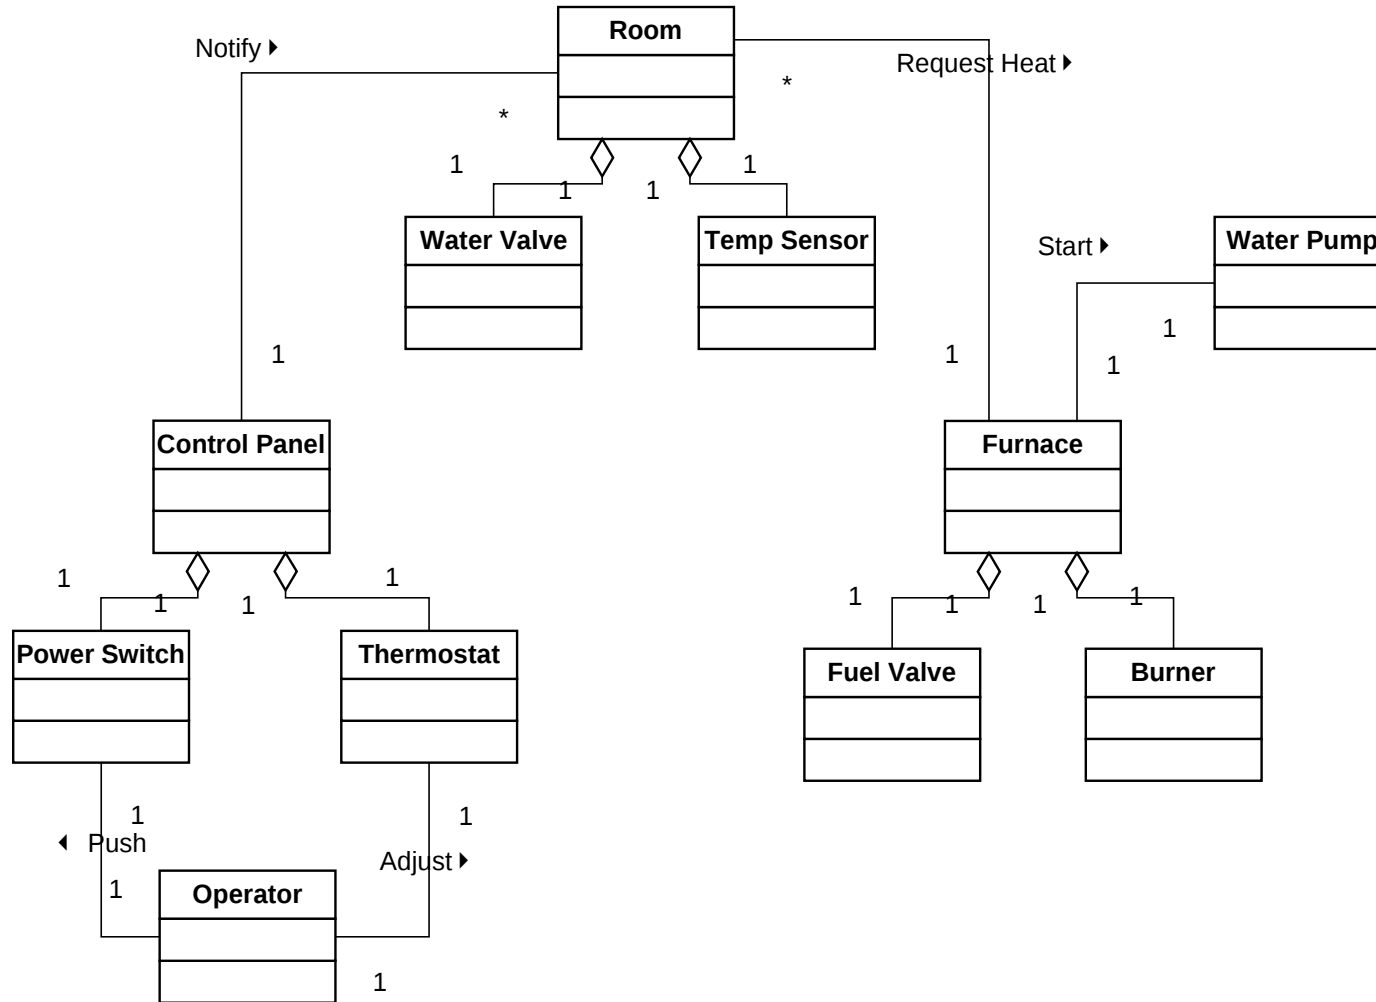 Room
Notify
Request Heat
*
*
1
1
1
1
Water Valve
Temp Sensor
Start
Water Pump
1
1
1
1
Control Panel
Furnace
1
1
1
1
1
1
1
1
Power Switch
Thermostat
Fuel Valve
Burner
1
1
Push
Adjust
1
Operator
1